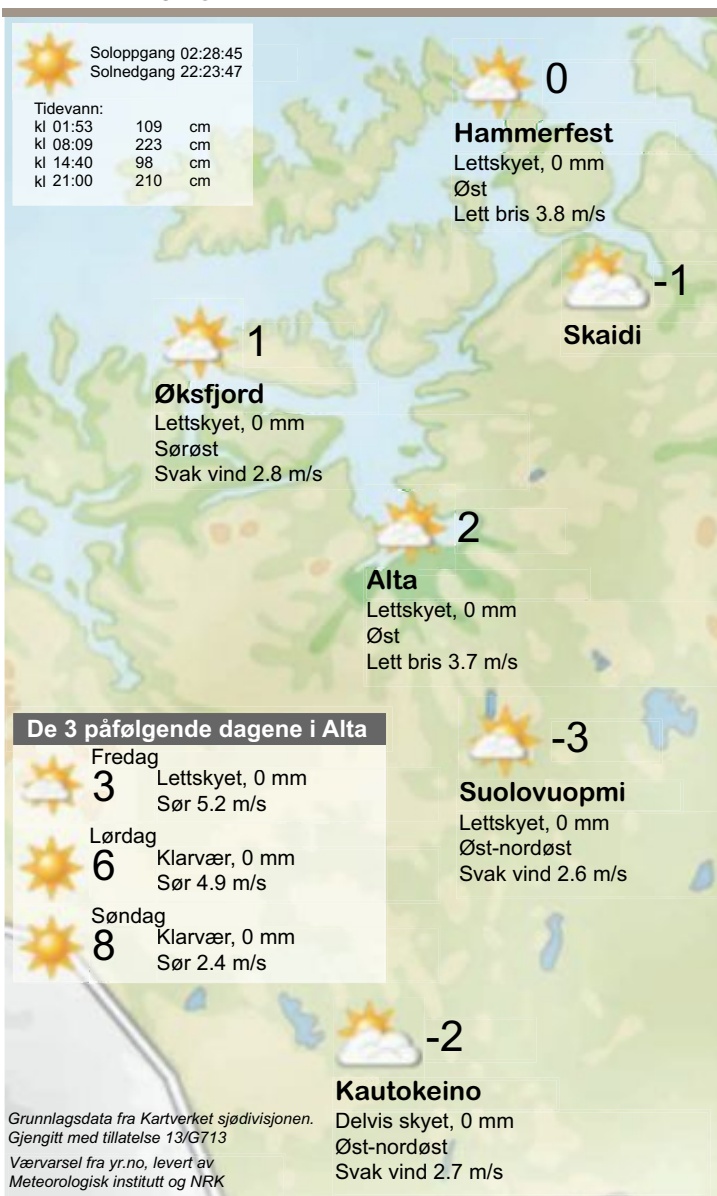 Soloppgang 02:28:45
Solnedgang 22:23:47
Tidevann:
kl 01:53 109 cm
kl 08:09 223 cm
kl 14:40 98 cm
kl 21:00 210 cm
0
Hammerfest
Lettskyet, 0 mm
Øst
Lett bris 3.8 m/s
-1
Skaidi
1
Øksfjord
Lettskyet, 0 mm
Sørøst
Svak vind 2.8 m/s
2
Alta
Lettskyet, 0 mm
Øst
Lett bris 3.7 m/s
De 3 påfølgende dagene i Alta
Fredag
3 Lettskyet, 0 mm
Sør 5.2 m/s
Lørdag
6 Klarvær, 0 mm
Sør 4.9 m/s
Søndag
8 Klarvær, 0 mm
Sør 2.4 m/s
-3
Suolovuopmi
Lettskyet, 0 mm
Øst-nordøst
Svak vind 2.6 m/s
-2
Kautokeino
Delvis skyet, 0 mm
Øst-nordøst
Svak vind 2.7 m/s
Grunnlagsdata fra Kartverket sjødivisjonen.
Gjengitt med tillatelse 13/G713
Værvarsel fra yr.no, levert av
Meteorologisk institutt og NRK